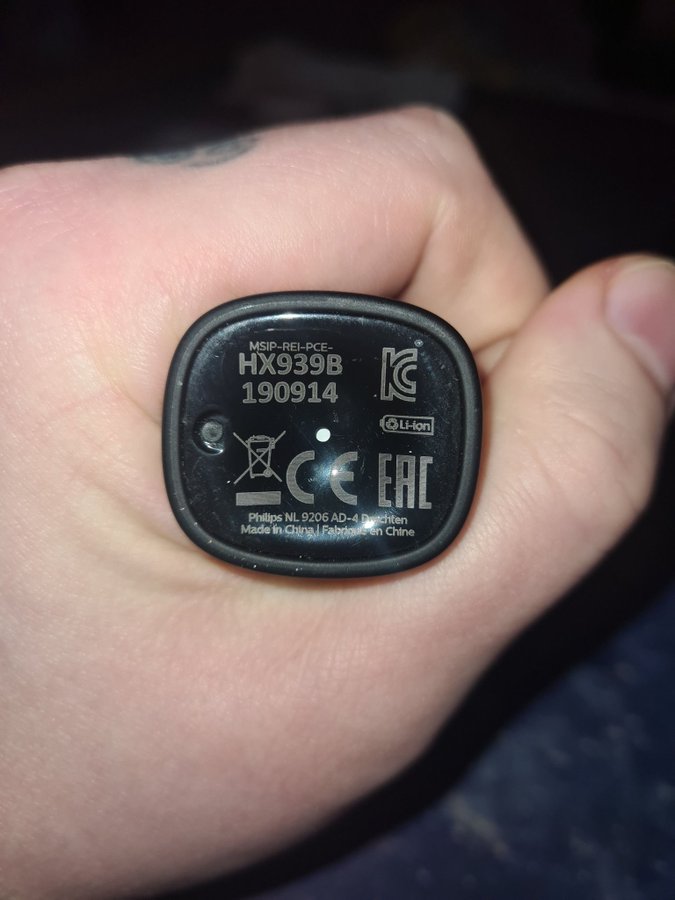 MSIP-REI-PCE-
HX939B
190914
Li-ion
CE
EAC
Philips NL 9206 AD-4 Drachten
Made in China | Fabriqué en Chine